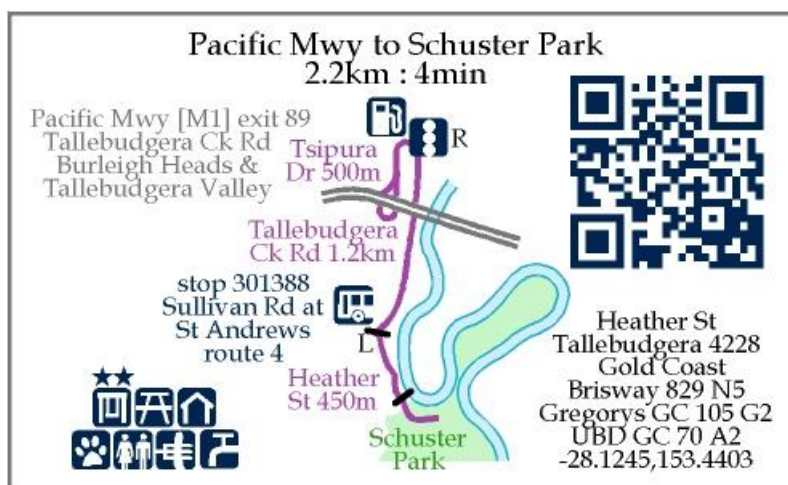 Pacific Mwy to Schuster Park
2.2km : 4min
Pacific Mwy [M1] exit 89
Tallebudgera Ck Rd
Burleigh Heads &
Tallebudgera Valley
Tsipura
Dr 500m
R
Tallebudgera
Ck Rd 1.2km
stop 301388
Sullivan Rd at
St Andrews
route 4
L
Heather
St 450m
Schuster
Park
Heather St
Tallebudgera 4228
Gold Coast
Brisway 829 N5
Gregorys GC 105 G2
UBD GC 70 A2
-28.1245,153.4403